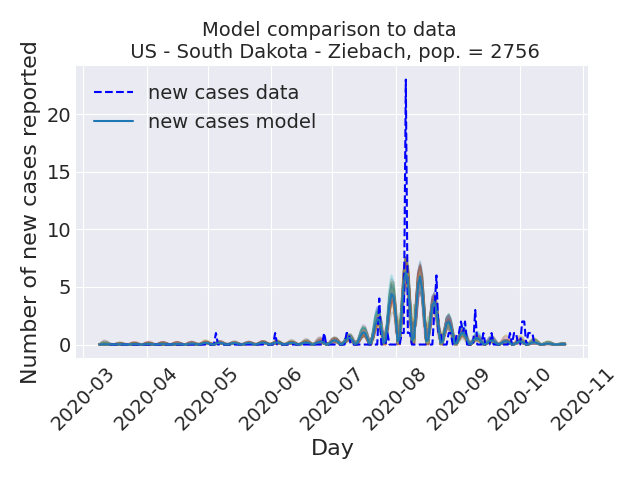 Model comparison to data
US - South Dakota - Ziebach, pop. = 2756
Number of new cases reported
new cases data
new cases model
20
15
10
5
0
2020-03
2020-04
2020-05
2020-06
2020-07
2020-08
2020-09
2020-10
2020-11
Day